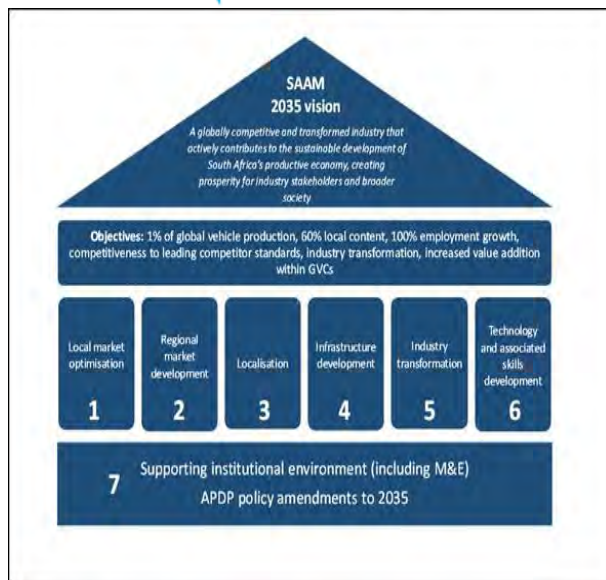 SAAM
2035 vision
A globally competitive and transformed industry that
actively contributes to the sustainable development of
South Africa's productive economy, creating
prosperity for industry stakeholders and broader
society
Objectives: 1% of global vehicle production, 60% local content, 100% employment growth,
competitiveness to leading competitor standards, industry transformation, increased value addition
within GVCs
Local market
optimisation
1
Regional
market
development
2
Localisation
3
Infrastructure
development
4
Industry
transformation
5
Technology
and associated
skills
development
6
7
Supporting institutional environment (including M&E)
APDP policy amendments to 2035